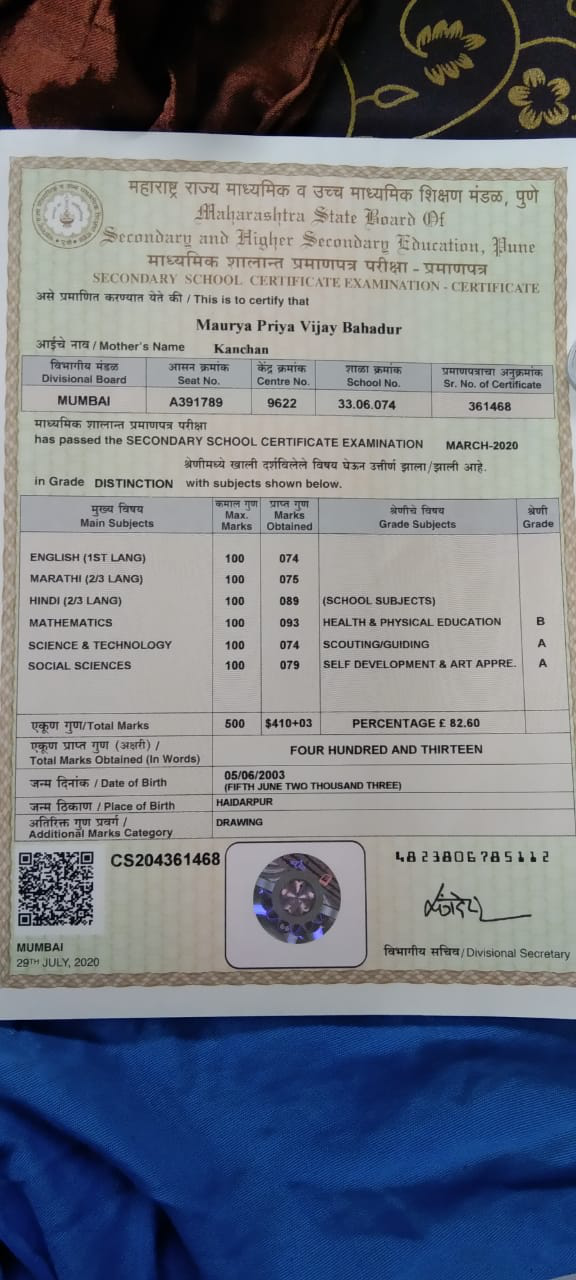 महाराष्ट्र राज्य माध्यमिक व उच्च माध्यमिक शिक्षण मंडळ, पुणे
Maharashtra State Board Of
Secondary and Higher Secondary Education, Pune
माध्यमिक शालान्त प्रमाणपत्र परीक्षा - प्रमाणपत्र
SECONDARY SCHOOL CERTIFICATE EXAMINATION - CERTIFICATE
असे प्रमाणित करण्यात येते की / This is to certify that
Maurya Priya Vijay Bahadur
आईचे नाव / Mother's Name Kanchan
विभागीय मंडळ आसन क्रमांक केंद्र क्रमांक शाळा क्रमांक प्रमाणपत्राचा अनुक्रमांक
Divisional Board Seat No. Centre No. School No. Sr. No. of Certificate
MUMBAI A391789 9622 33.06.074 361468
माध्यमिक शालान्त प्रमाणपत्र परीक्षा
has passed the SECONDARY SCHOOL CERTIFICATE EXAMINATION MARCH-2020
श्रेणीमध्ये खाली दर्शविलेले विषय घेऊन उत्तीर्ण झाला/झाली आहे.
in Grade DISTINCTION with subjects shown below.
मुख्य विषय कमाल गुण प्राप्त गुण श्रेणीचे विषय श्रेणी
Main Subjects Max. Marks Marks Obtained Grade Subjects Grade
ENGLISH (1ST LANG) 100 074
MARATHI (2/3 LANG) 100 075
HINDI (2/3 LANG) 100 089 (SCHOOL SUBJECTS)
MATHEMATICS 100 093 HEALTH & PHYSICAL EDUCATION B
SCIENCE & TECHNOLOGY 100 074 SCOUTING/GUIDING A
SOCIAL SCIENCES 100 079 SELF DEVELOPMENT & ART APPRE. A
एकूण गुण/Total Marks 500 $410+03 PERCENTAGE £ 82.60
एकूण प्राप्त गुण (अक्षरी) /
Total Marks Obtained (In Words) FOUR HUNDRED AND THIRTEEN
जन्म दिनांक / Date of Birth 05/06/2003
(FIFTH JUNE TWO THOUSAND THREE)
जन्म ठिकाण / Place of Birth HAIDARPUR
अतिरिक्त गुण प्रवर्ग /
Additional Marks Category DRAWING
CS204361468
4823806785112
MUMBAI
29TH JULY, 2020
विभागीय सचिव/Divisional Secretary